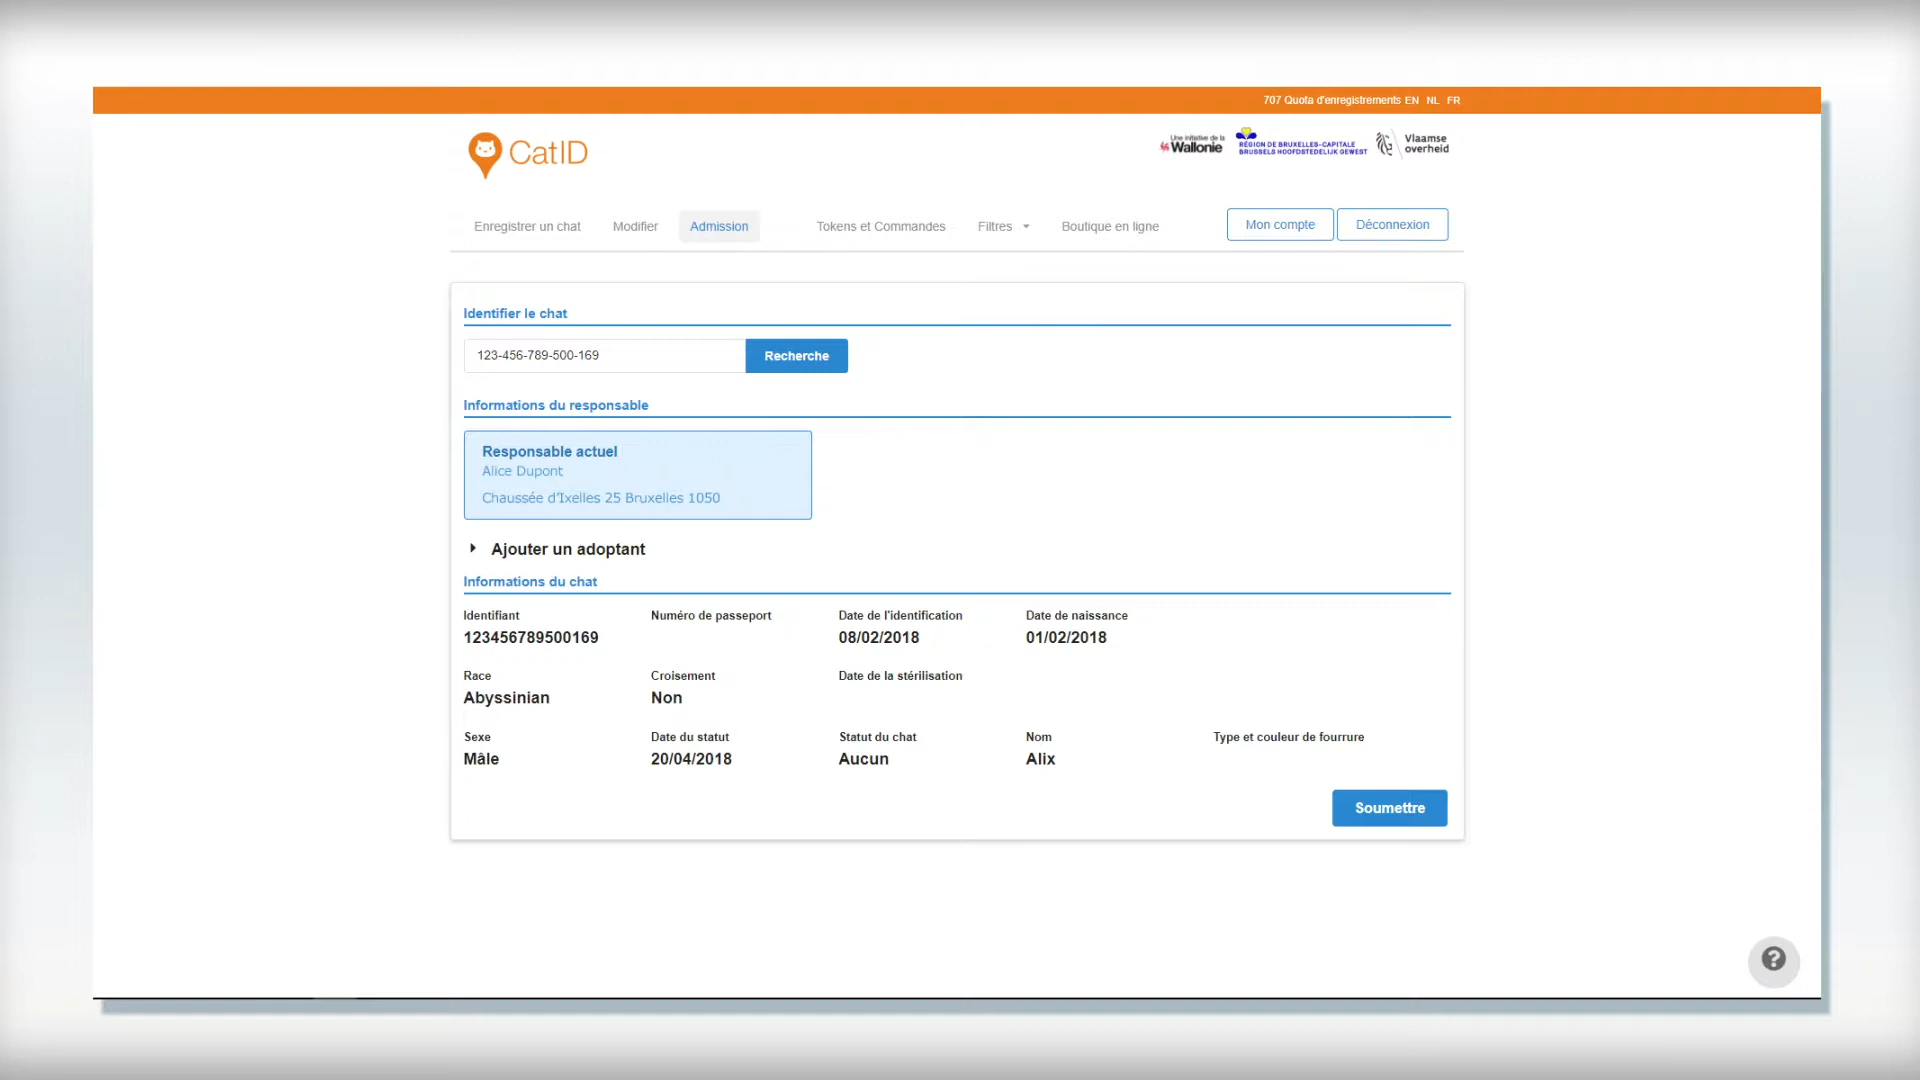 707 Quota d'enregistrements EN NL FR
CatID
Une initiative de la
Wallonie
RÉGION DE BRUXELLES-CAPITALE
BRUSSELS HOOFDSTEDELIJK GEWEST
Vlaamse
overheid
Enregistrer un chat Modifier Admission Tokens et Commandes Filtres Boutique en ligne Mon compte Déconnexion
Identifier le chat
123-456-789-500-169 Recherche
Informations du responsable
Responsable actuel
Alice Dupont
Chaussée d'Ixelles 25 Bruxelles 1050
Ajouter un adoptant
Informations du chat
Identifiant Numéro de passeport Date de l'identification Date de naissance
123456789500169 08/02/2018 01/02/2018
Race Croisement Date de la stérilisation
Abyssinian Non
Sexe Date du statut Statut du chat Nom Type et couleur de fourrure
Mâle 20/04/2018 Aucun Alix
Soumettre
?